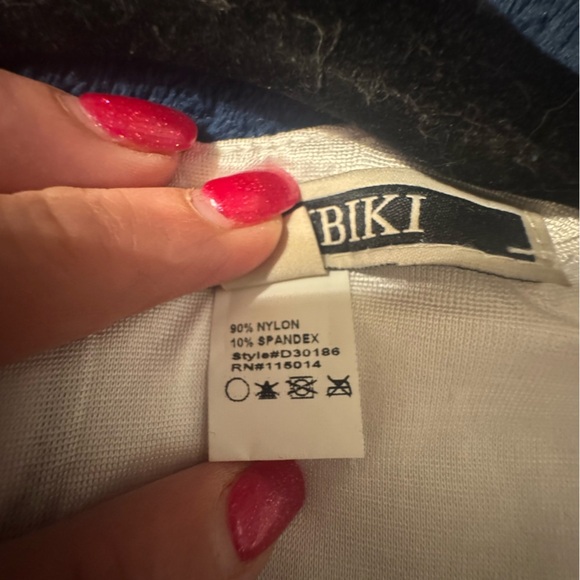 BIKI
90% NYLON
10% SPANDEX
Style#D30186
RN#115014